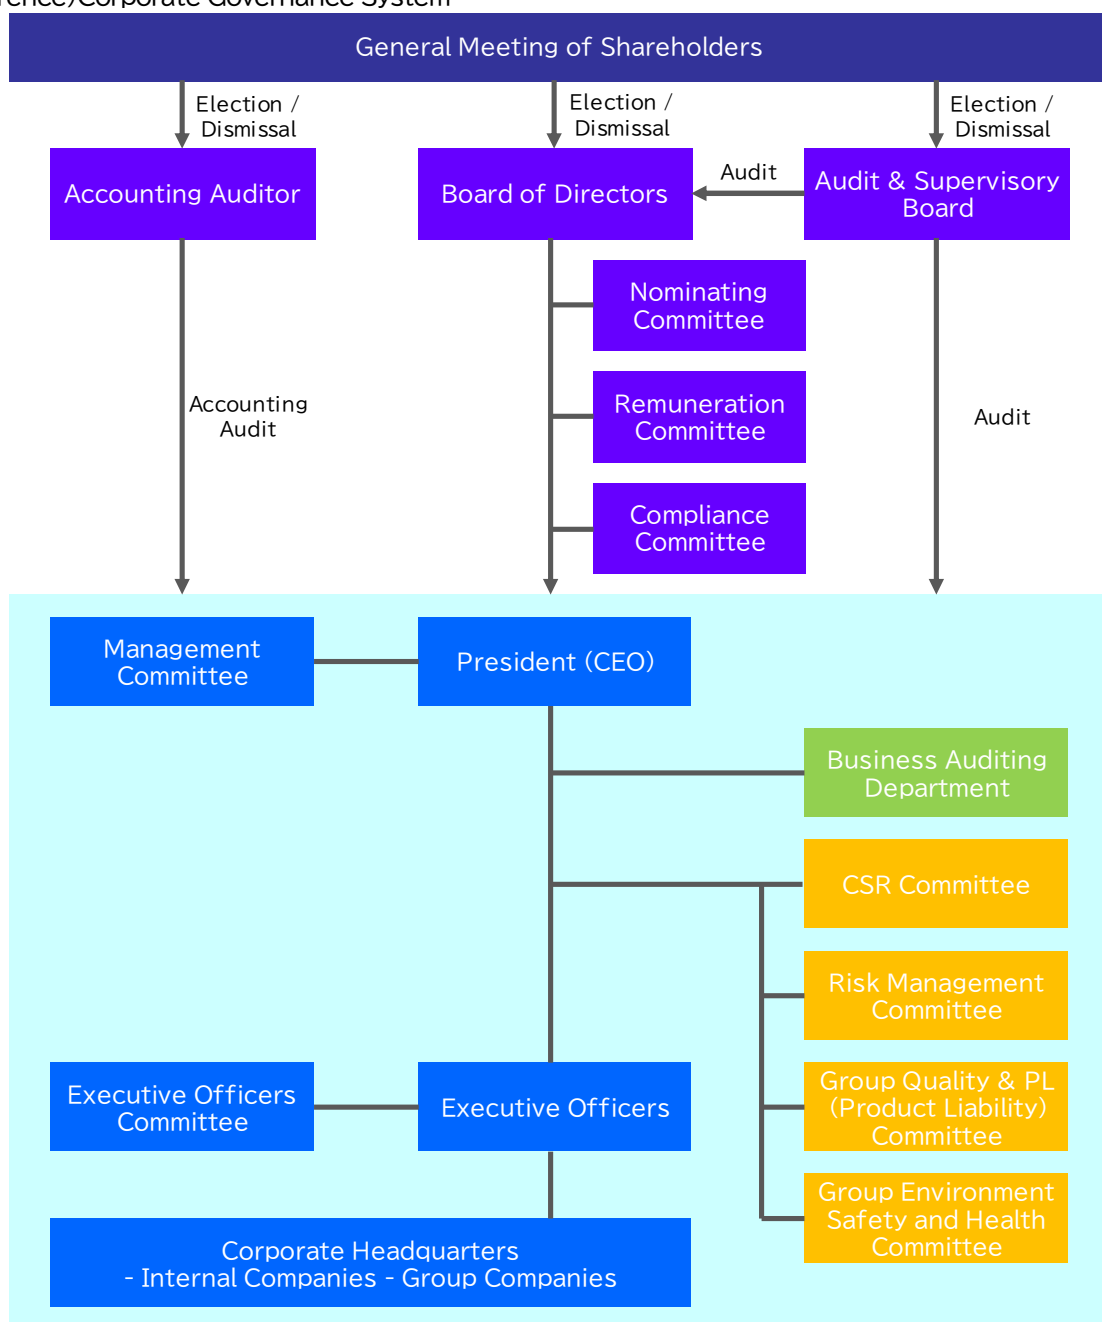 Corporate Governance System
General Meeting of Shareholders
Election /
Dismissal
Election /
Dismissal
Election /
Dismissal
Accounting Auditor
Board of Directors
Audit
Audit & Supervisory
Board
Nominating
Committee
Remuneration
Committee
Compliance
Committee
Accounting
Audit
Audit
Management
Committee
President (CEO)
Business Auditing
Department
CSR Committee
Risk Management
Committee
Executive Officers
Committee
Executive Officers
Group Quality & PL
(Product Liability)
Committee
Group Environment
Safety and Health
Committee
Corporate Headquarters
- Internal Companies - Group Companies